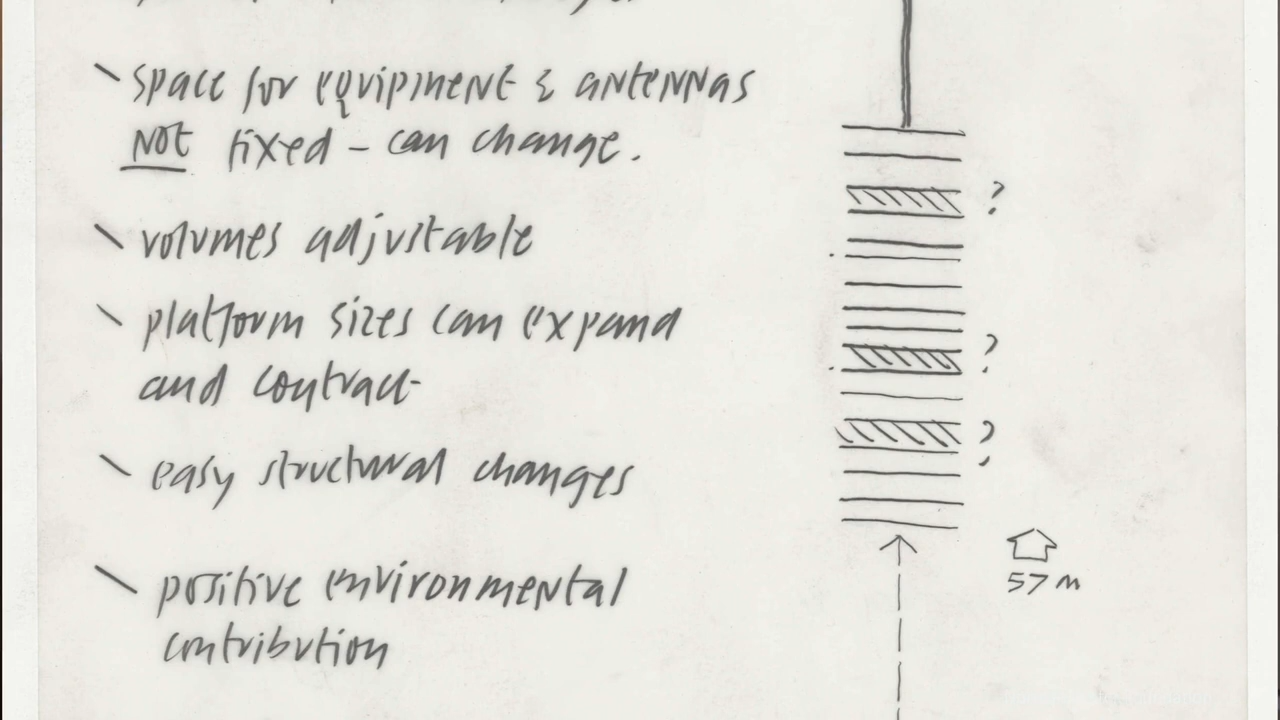 space for equipment & antennas
NOT fixed – can change.
volumes adjustable
platform sizes can expand
and contract
easy structural changes
positive environmental
contribution
?
?
?
57 m